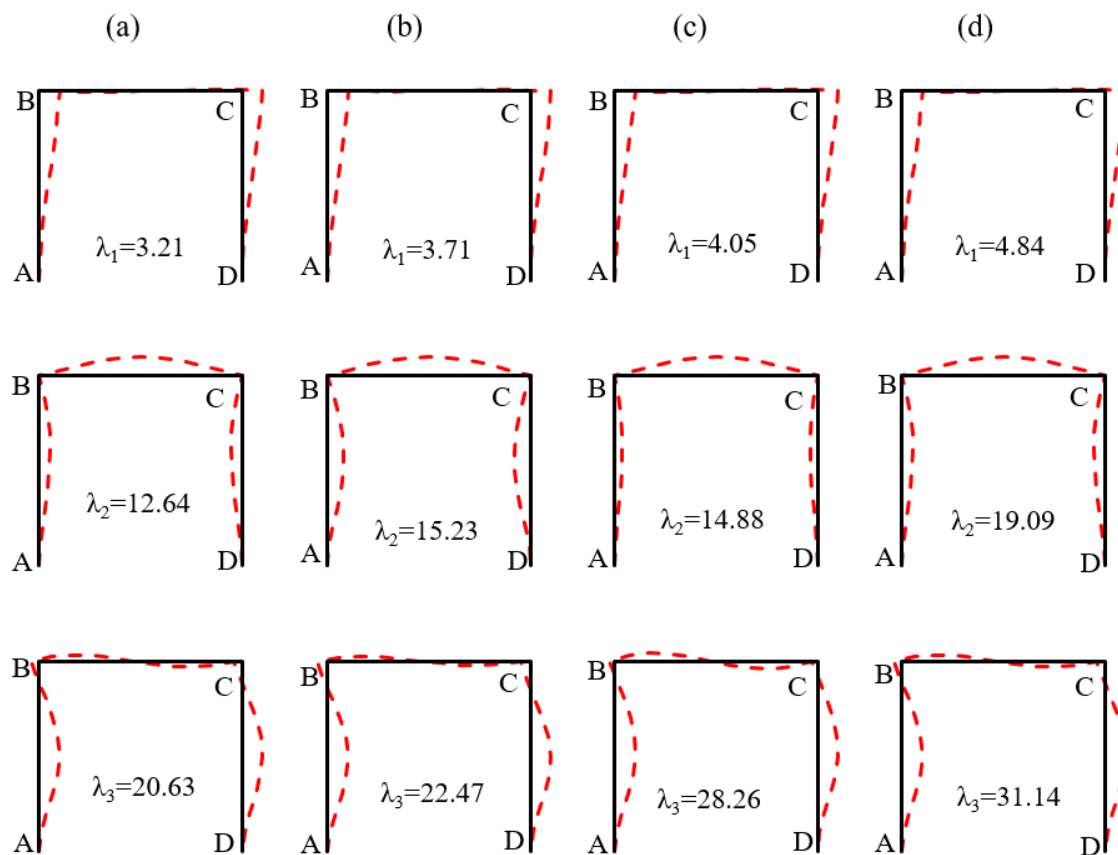 (a) (b) (c) (d)
B C B C B C B C
λ₁=3.21 λ₁=3.71 λ₁=4.05 λ₁=4.84
A D A D A D A D
B C B C B C B C
λ₂=12.64 λ₂=15.23 λ₂=14.88 λ₂=19.09
A D A D A D A D
B C B C B C B C
λ₃=20.63 λ₃=22.47 λ₃=28.26 λ₃=31.14
A D A D A D A D